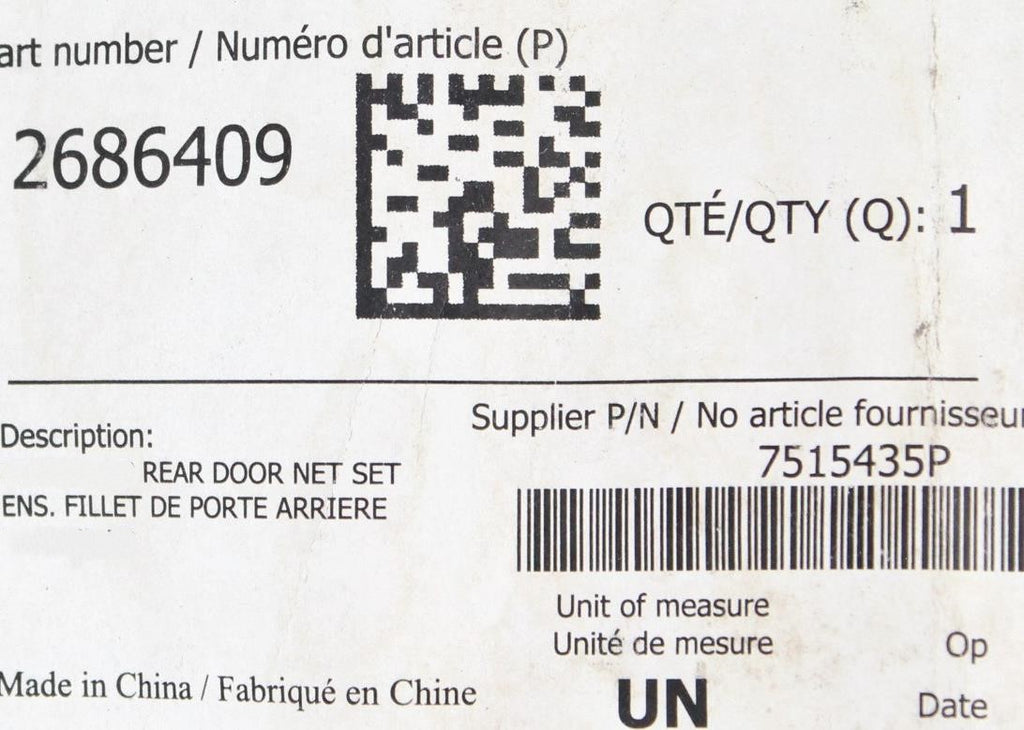 art number / Numéro d'article (P)
2686409
QTÉ/QTY (Q): 1
Description:
REAR DOOR NET SET
ENS. FILLET DE PORTE ARRIERE
Supplier P/N / No article fournisseur
7515435P
Unit of measure
Unité de mesure
UN
Op
Date
Made in China / Fabriqué en Chine